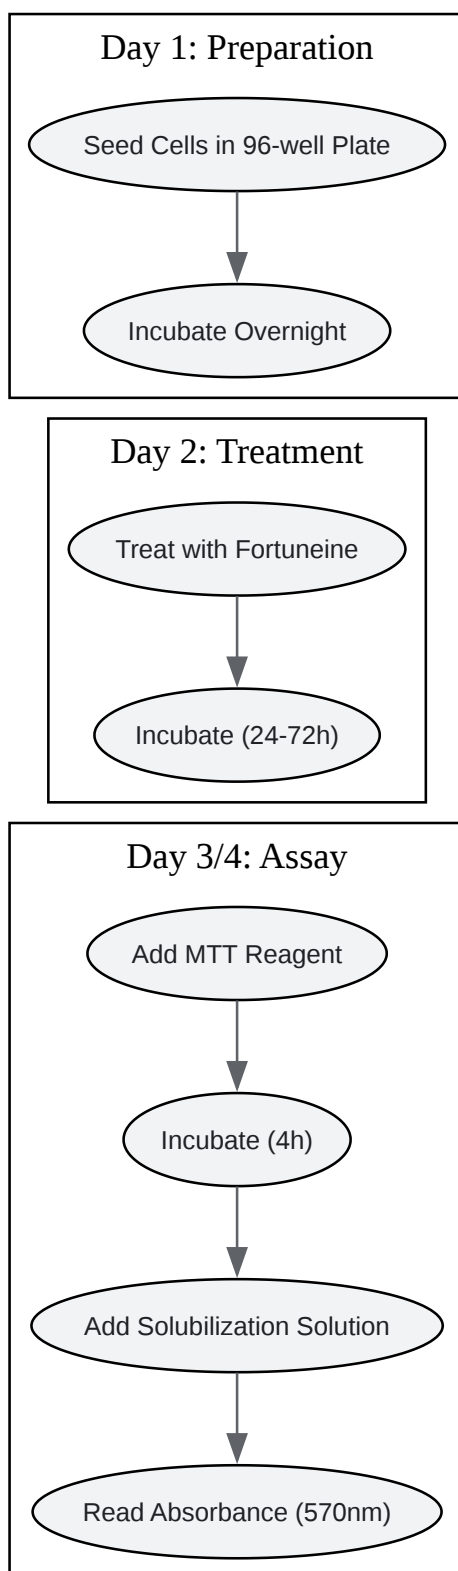 Day 1: Preparation
Seed Cells in 96-well Plate
Incubate Overnight
Day 2: Treatment
Treat with Fortuneine
Incubate (24-72h)
Day 3/4: Assay
Add MTT Reagent
Incubate (4h)
Add Solubilization Solution
Read Absorbance (570nm)